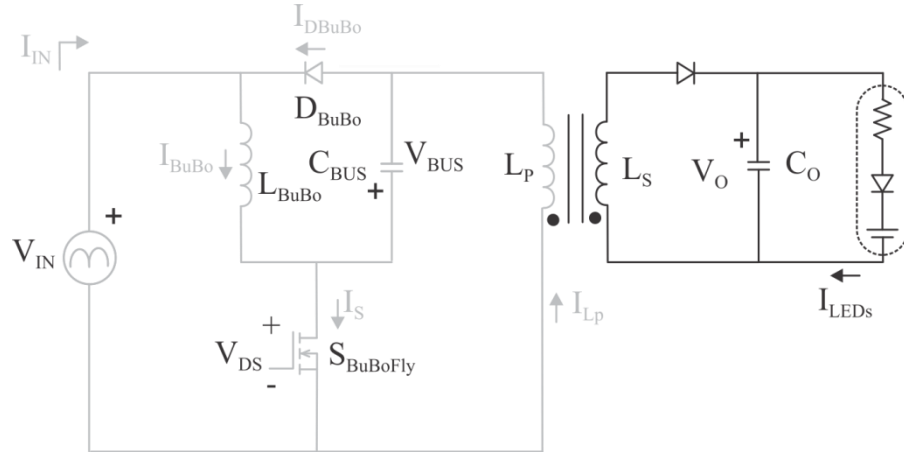 I_DBuBo
I_IN
D_BuBo
I_BuBo
L_BuBo
C_BUS
V_BUS
+
L_P
L_S
+
V_O
C_O
+
V_IN
I_S
I_Lp
I_LEDs
+
V_DS
-
S_BuBoFly